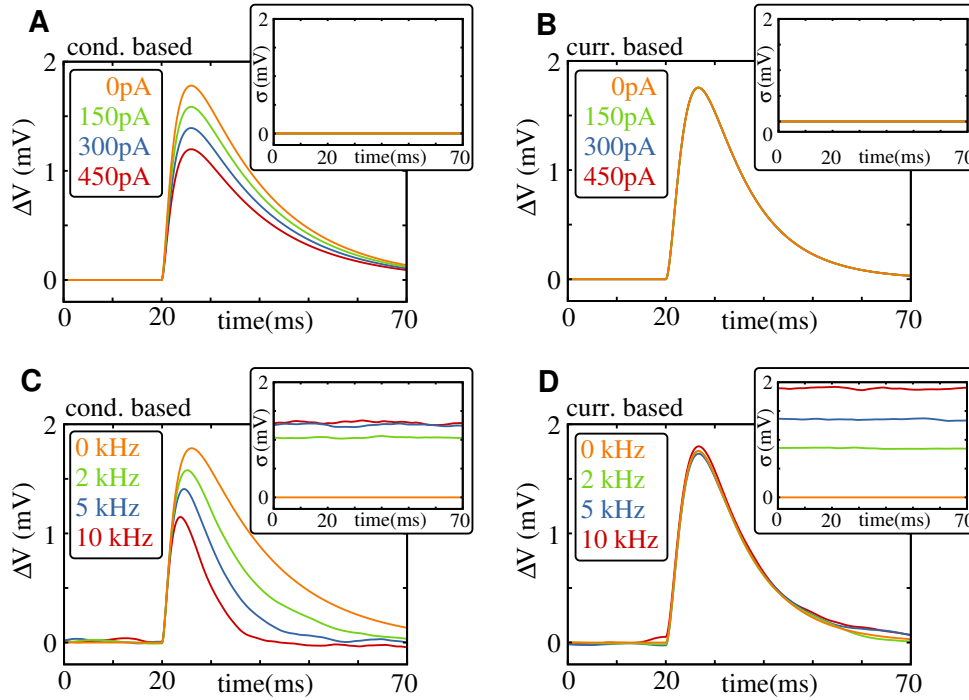 A
cond. based
2
1
0
ΔV (mV)
0pA
150pA
300pA
450pA
0
20
time(ms)
70
2
0
σ (mV)
0
20
time(ms)
70
B
curr. based
2
1
0
ΔV (mV)
0pA
150pA
300pA
450pA
0
20
time(ms)
70
2
0
σ (mV)
0
20
time(ms)
70
C
cond. based
2
1
0
ΔV (mV)
0 kHz
2 kHz
5 kHz
10 kHz
0
20
time(ms)
70
2
0
σ (mV)
0
20
time(ms)
70
D
curr. based
2
1
0
ΔV (mV)
0 kHz
2 kHz
5 kHz
10 kHz
0
20
time(ms)
70
2
0
σ (mV)
0
20
time(ms)
70